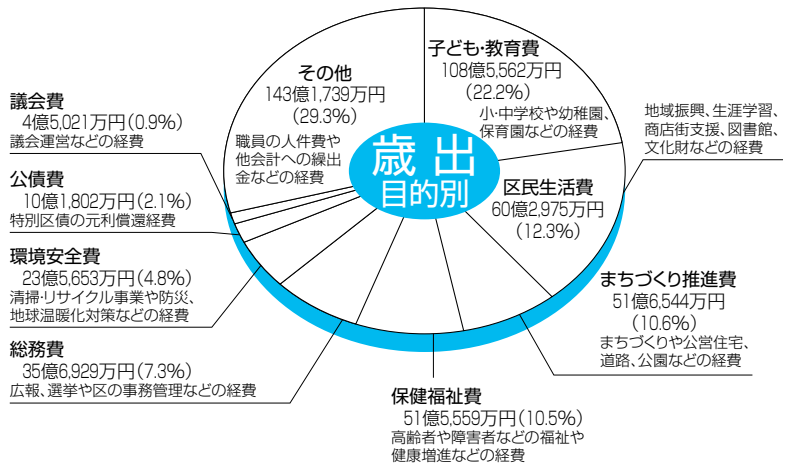 歳出
目的別
子ども・教育費
108億5,562万円
(22.2%)
小・中学校や幼稚園、
保育園などの経費
区民生活費
60億2,975万円
(12.3%)
地域振興、生涯学習、
商店街支援、図書館、
文化財などの経費
まちづくり推進費
51億6,544万円
(10.6%)
まちづくりや公営住宅、
道路、公園などの経費
保健福祉費
51億5,559万円(10.5%)
高齢者や障害者などの福祉や
健康増進などの経費
総務費
35億6,929万円(7.3%)
広報、選挙や区の事務管理などの経費
環境安全費
23億5,653万円(4.8%)
清掃・リサイクル事業や防災、
地球温暖化対策などの経費
公債費
10億1,802万円(2.1%)
特別区債の元利償還経費
議会費
4億5,021万円(0.9%)
議会運営などの経費
その他
143億1,739万円
(29.3%)
職員の人件費や
他会計への繰出
金などの経費